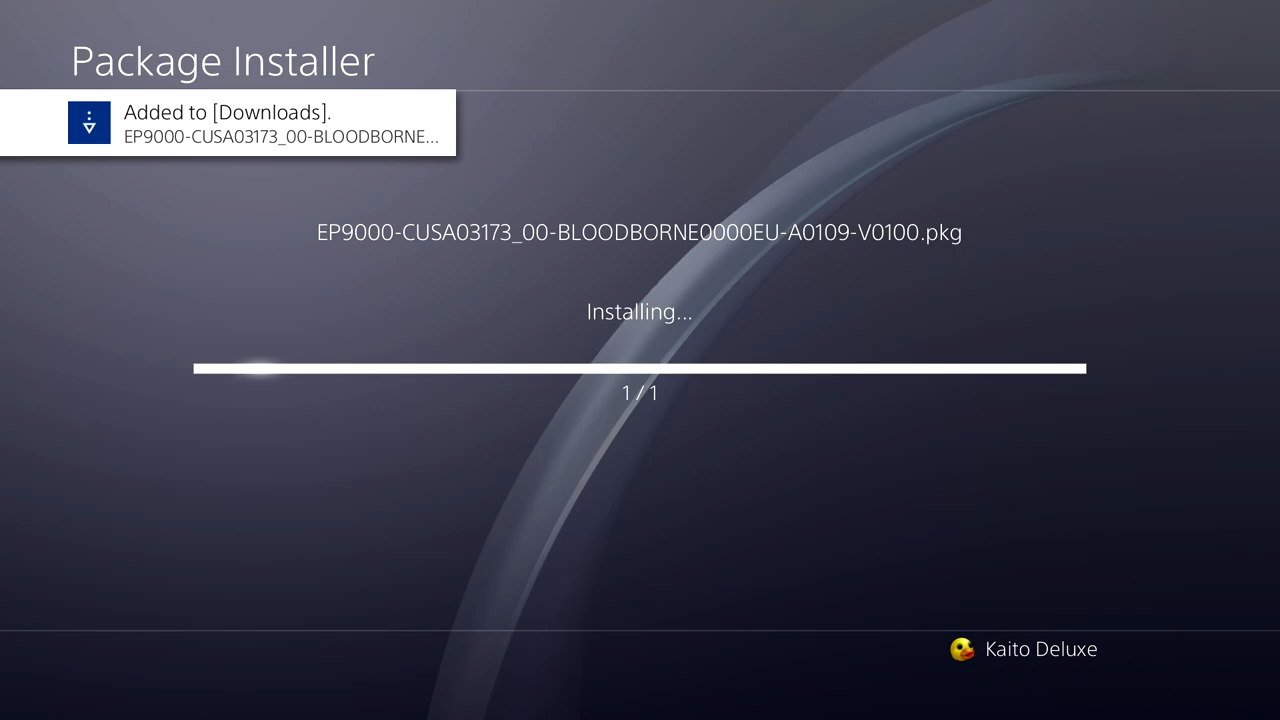 Package Installer
Added to [Downloads].
EP9000-CUSA03173_00-BLOODBORNE...
EP9000-CUSA03173_00-BLOODBORNE0000EU-A0109-V0100.pkg
Installing...
1 / 1
Kaito Deluxe